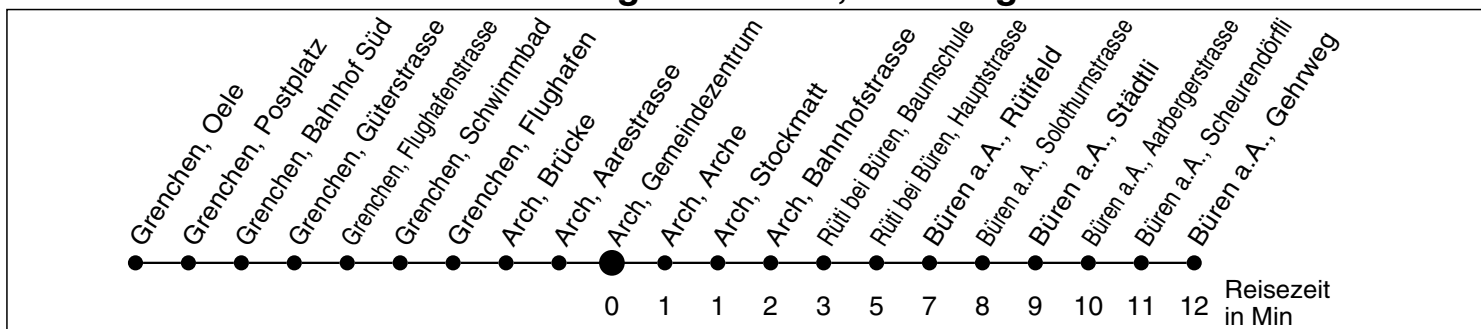 Grenchen, Oele
Grenchen, Postplatz
Grenchen, Bahnhof Süd
Grenchen, Güterstrasse
Grenchen, Flughafenstrasse
Grenchen, Schwimmbad
Grenchen, Flughafen
Arch, Brücke
Arch, Aarestrasse
Arch, Gemeindezentrum
Arch, Arche
Arch, Stockmatt
Arch, Bahnhofstrasse
Rüti bei Büren, Baumschule
Rüti bei Büren, Hauptstrasse
Büren a.A., Rütifeld
Büren a.A., Solothurnstrasse
Büren a.A., Städtli
Büren a.A., Aarbergerstrasse
Büren a.A., Scheurendörfli
Büren a.A., Gehrweg
0 1 1 2 3 5 7 8 9 10 11 12 Reisezeit
in Min